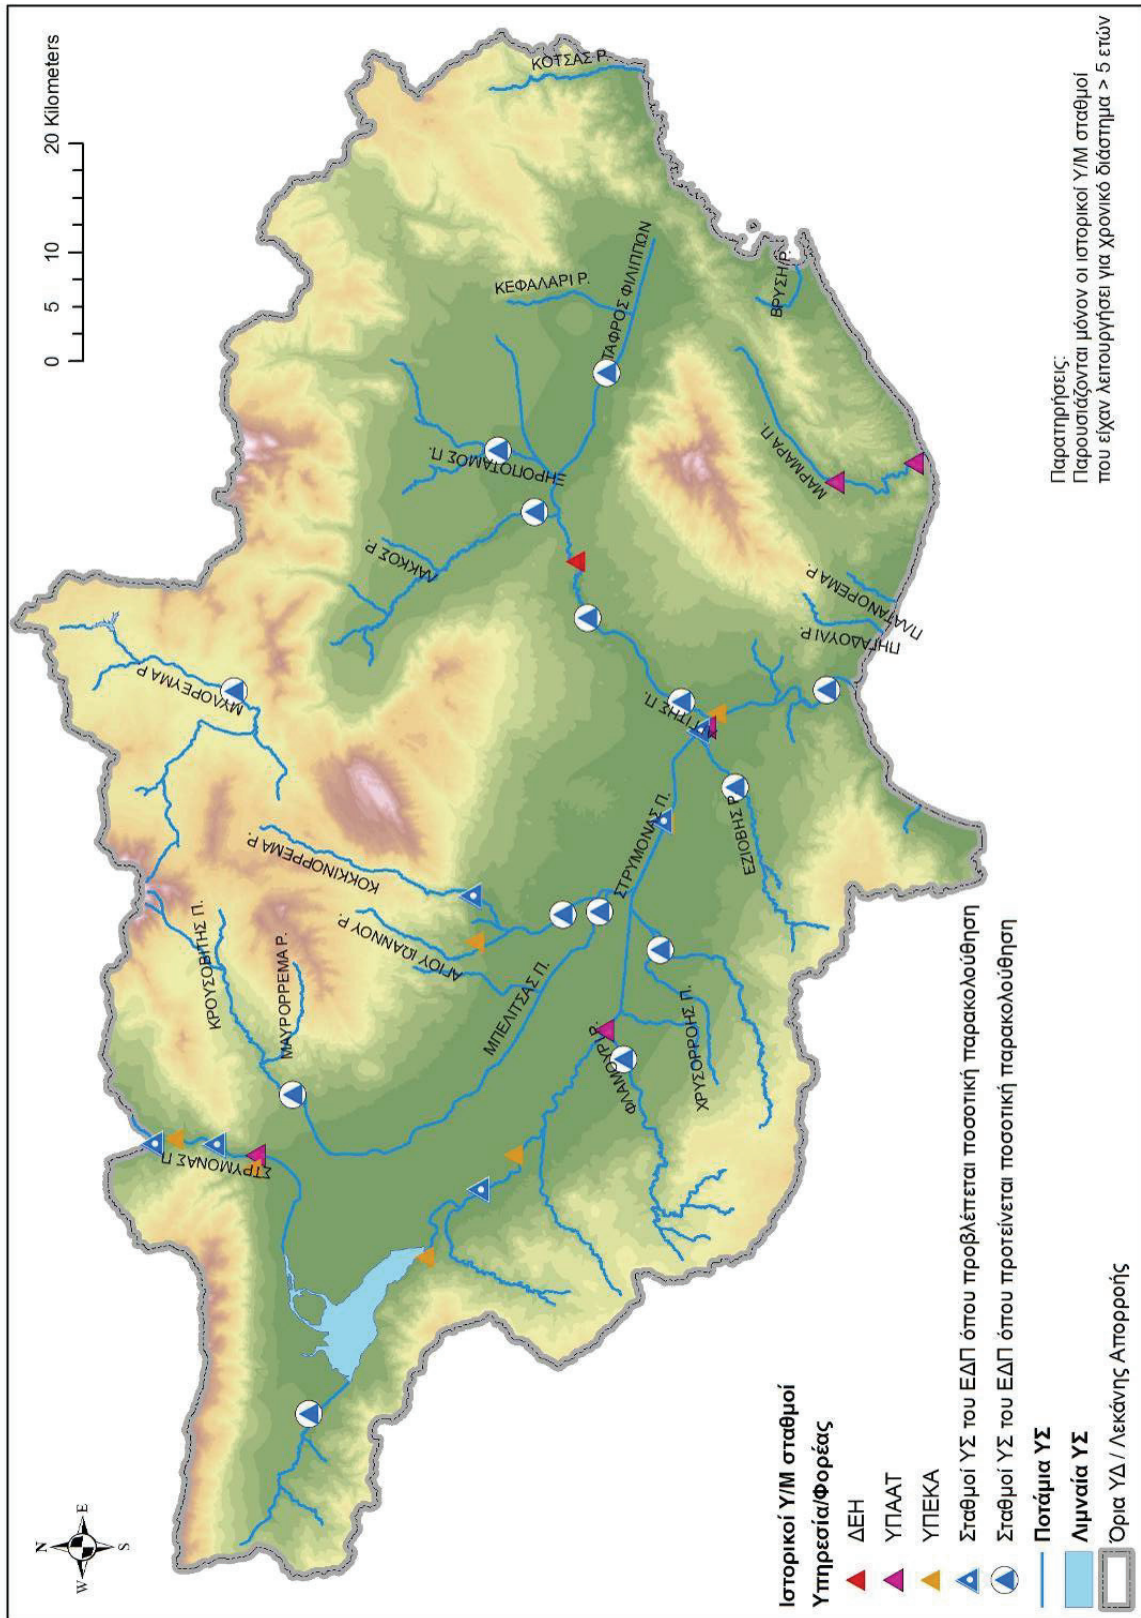 N
W
E
S
0
5
10
20 Kilometers
ΚΟΤΣΑΣ Ρ.
ΚΕΦΑΛΑΡΙ Ρ.
ΤΑΦΡΟΣ ΦΙΛΙΠΠΩΝ
ΒΡΥΣΗ Ρ.
ΞΗΡΟΠΟΤΑΜΟΣ Π.
ΛΑΚΚΟΣ Ρ.
ΜΑΡΜΑΡΑ Π.
ΠΛΑΤΑΝΟΡΕΜΑ Ρ.
ΠΗΓΑΔΟΥΛΙ Ρ.
ΜΥΛΟΡΕΥΜΑ Ρ.
ΓΙΤΗΣ Π.
ΕΖΙΟΒΗΣ Ρ.
ΣΤΡΥΜΟΝΑΣ Π.
ΚΟΚΚΙΝΟΡΡΕΜΑ Ρ.
ΑΓΙΟΥ ΙΩΑΝΝΟΥ Ρ.
ΚΡΟΥΣΟΒΙΤΗΣ Π.
ΜΑΥΡΟΡΡΕΜΑ Ρ.
ΜΠΕΛΙΤΣΑΣ Π.
ΧΡΥΣΟΡΡΟΗΣ Π.
ΦΛΑΜΟΥΡΙ Ρ.
ΣΤΡΥΜΟΝΑΣ Π.
Ιστορικοί Υ/Μ σταθμοί
Υπηρεσία/Φορέας
ΔΕΗ
ΥΠΑΑΤ
ΥΠΕΚΑ
Σταθμοί ΥΣ του ΕΔΠ όπου προβλέπεται ποσοτική παρακολούθηση
Σταθμοί ΥΣ του ΕΔΠ όπου προτείνεται ποσοτική παρακολούθηση
Ποτάμια ΥΣ
Λιμναία ΥΣ
Όρια ΥΔ / Λεκάνης Απορροής
Παρατηρήσεις:
Παρουσιάζονται μόνον οι ιστορικοί Υ/Μ σταθμοί
που είχαν λειτουργήσει για χρονικό διάστημα > 5 ετών